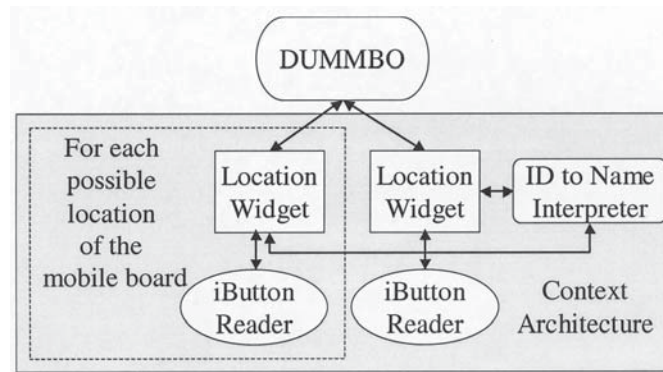 DUMMBO
For each
possible
location
of the
mobile board
Location
Widget
Location
Widget
ID to Name
Interpreter
iButton
Reader
iButton
Reader
Context
Architecture